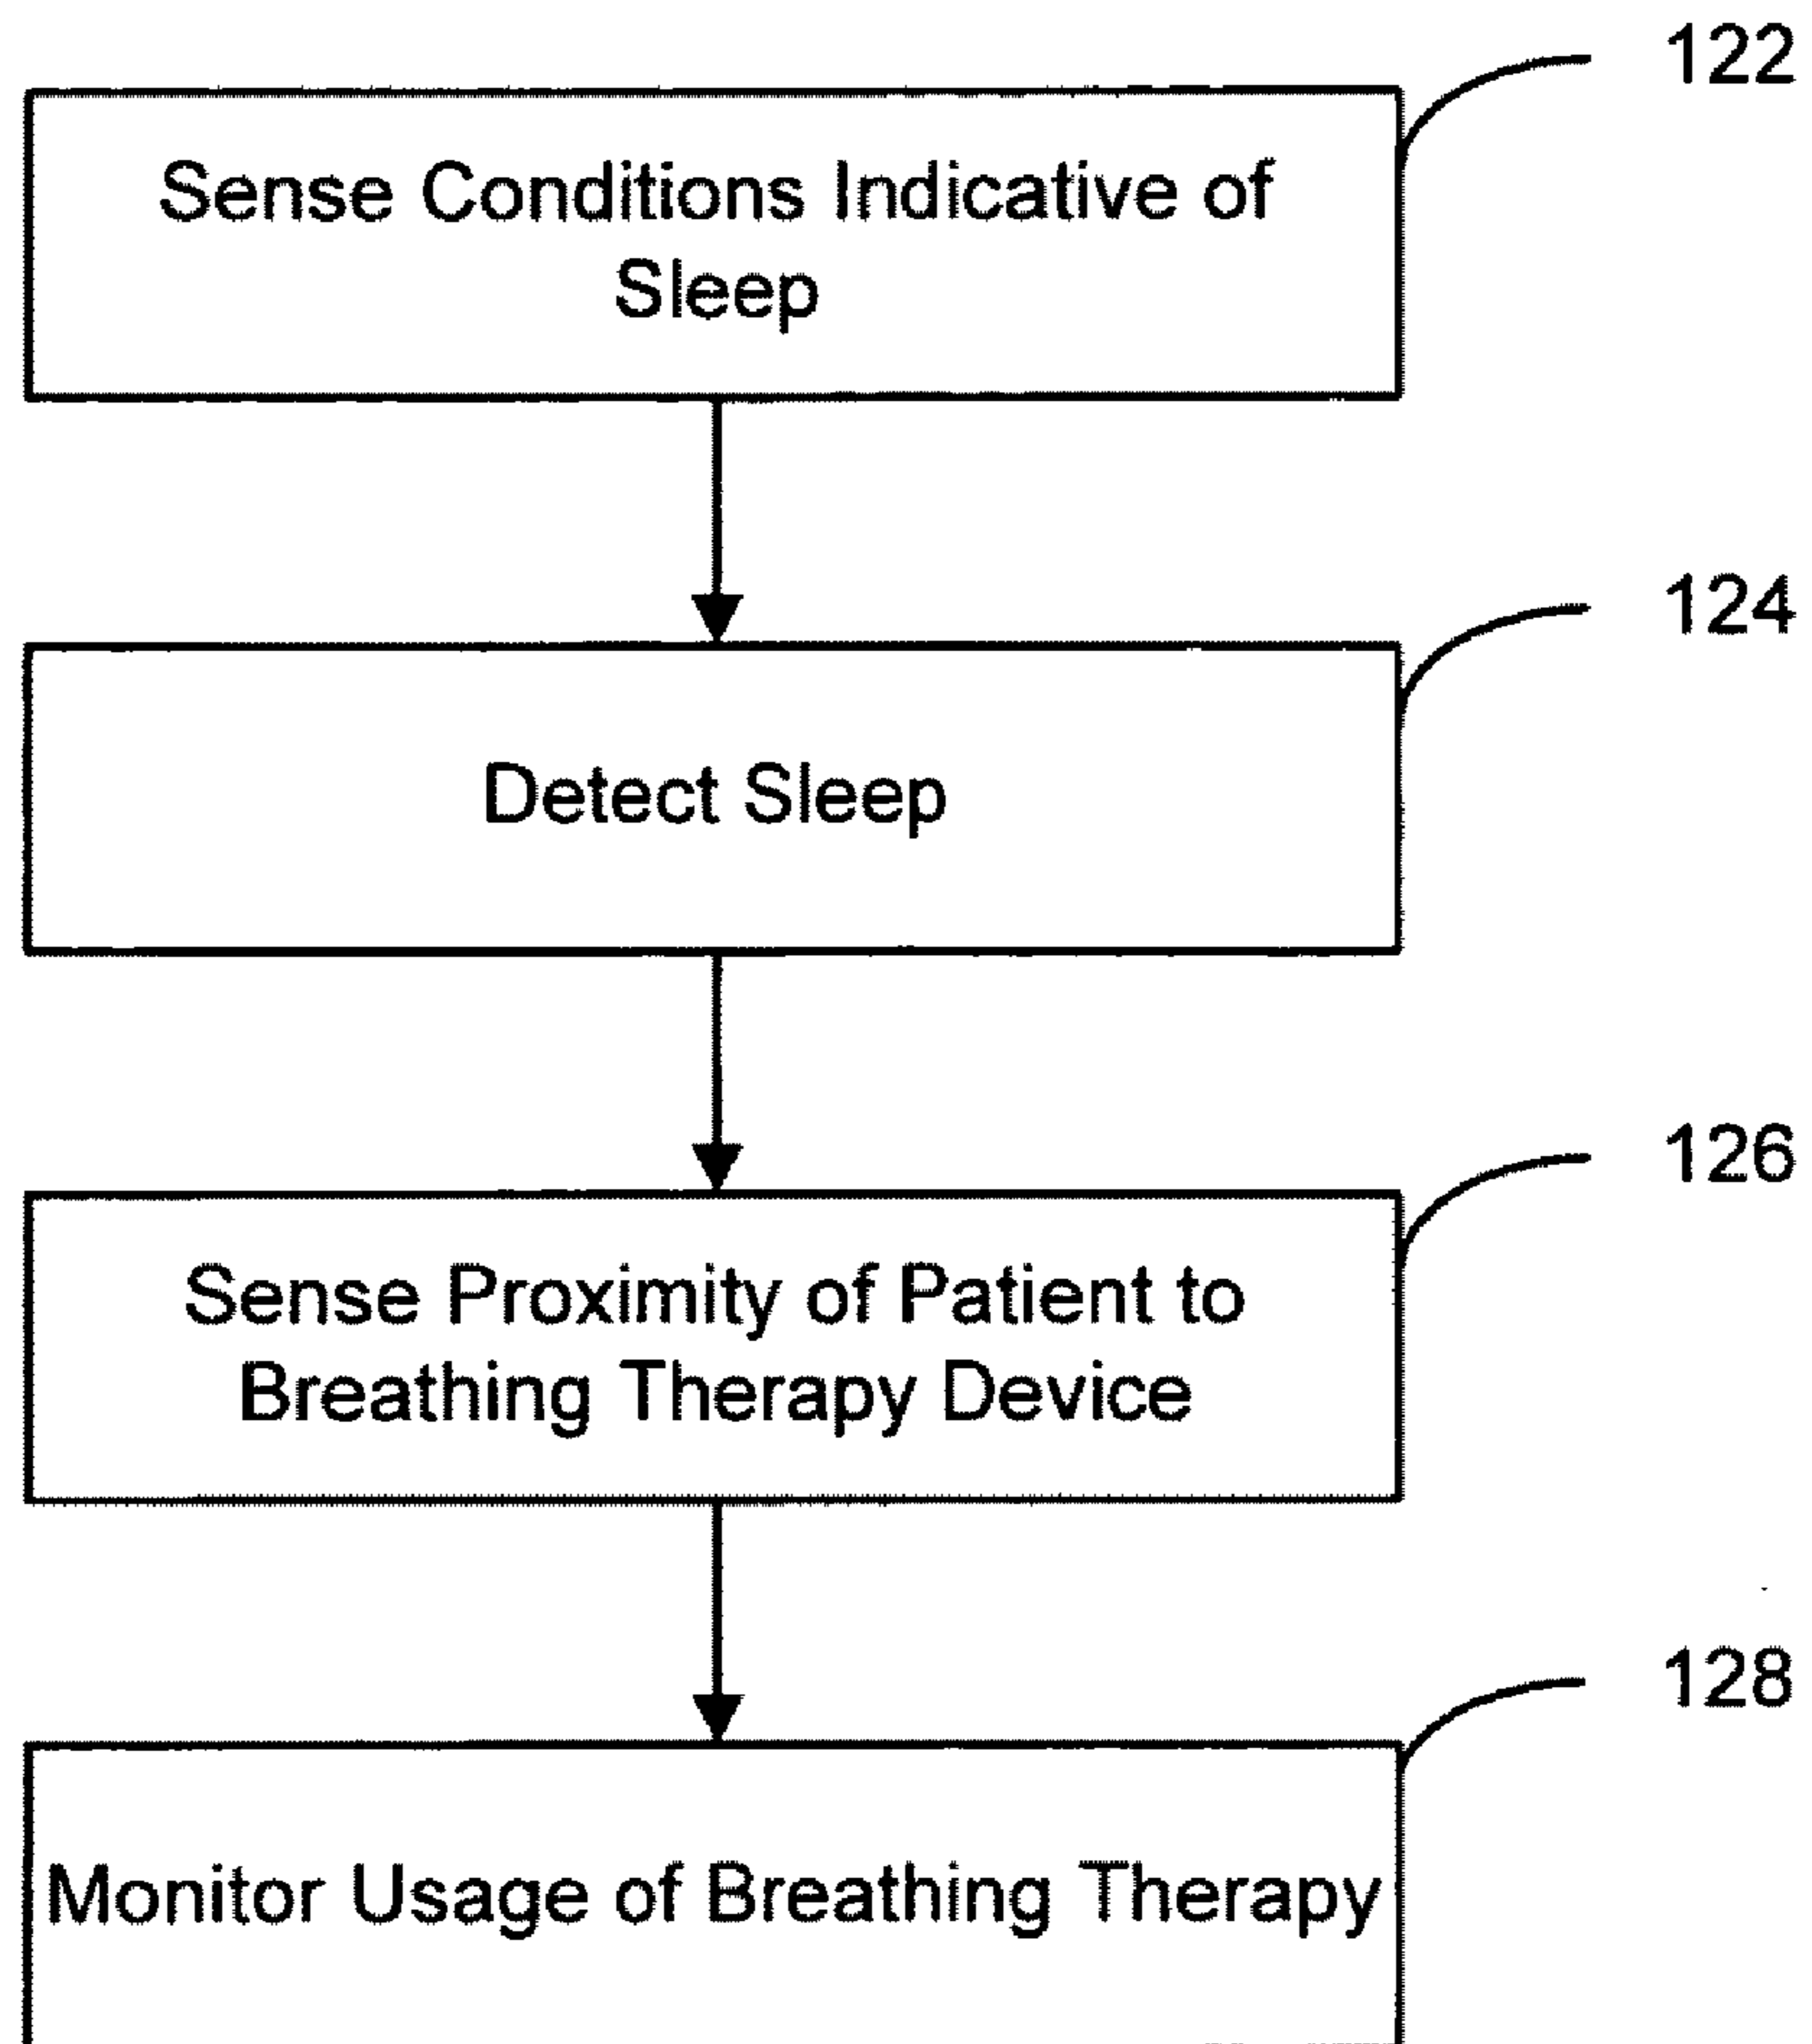 122
Sense Conditions Indicative of
Sleep
124
Detect Sleep
126
Sense Proximity of Patient to
Breathing Therapy Device
128
Monitor Usage of Breathing Therapy